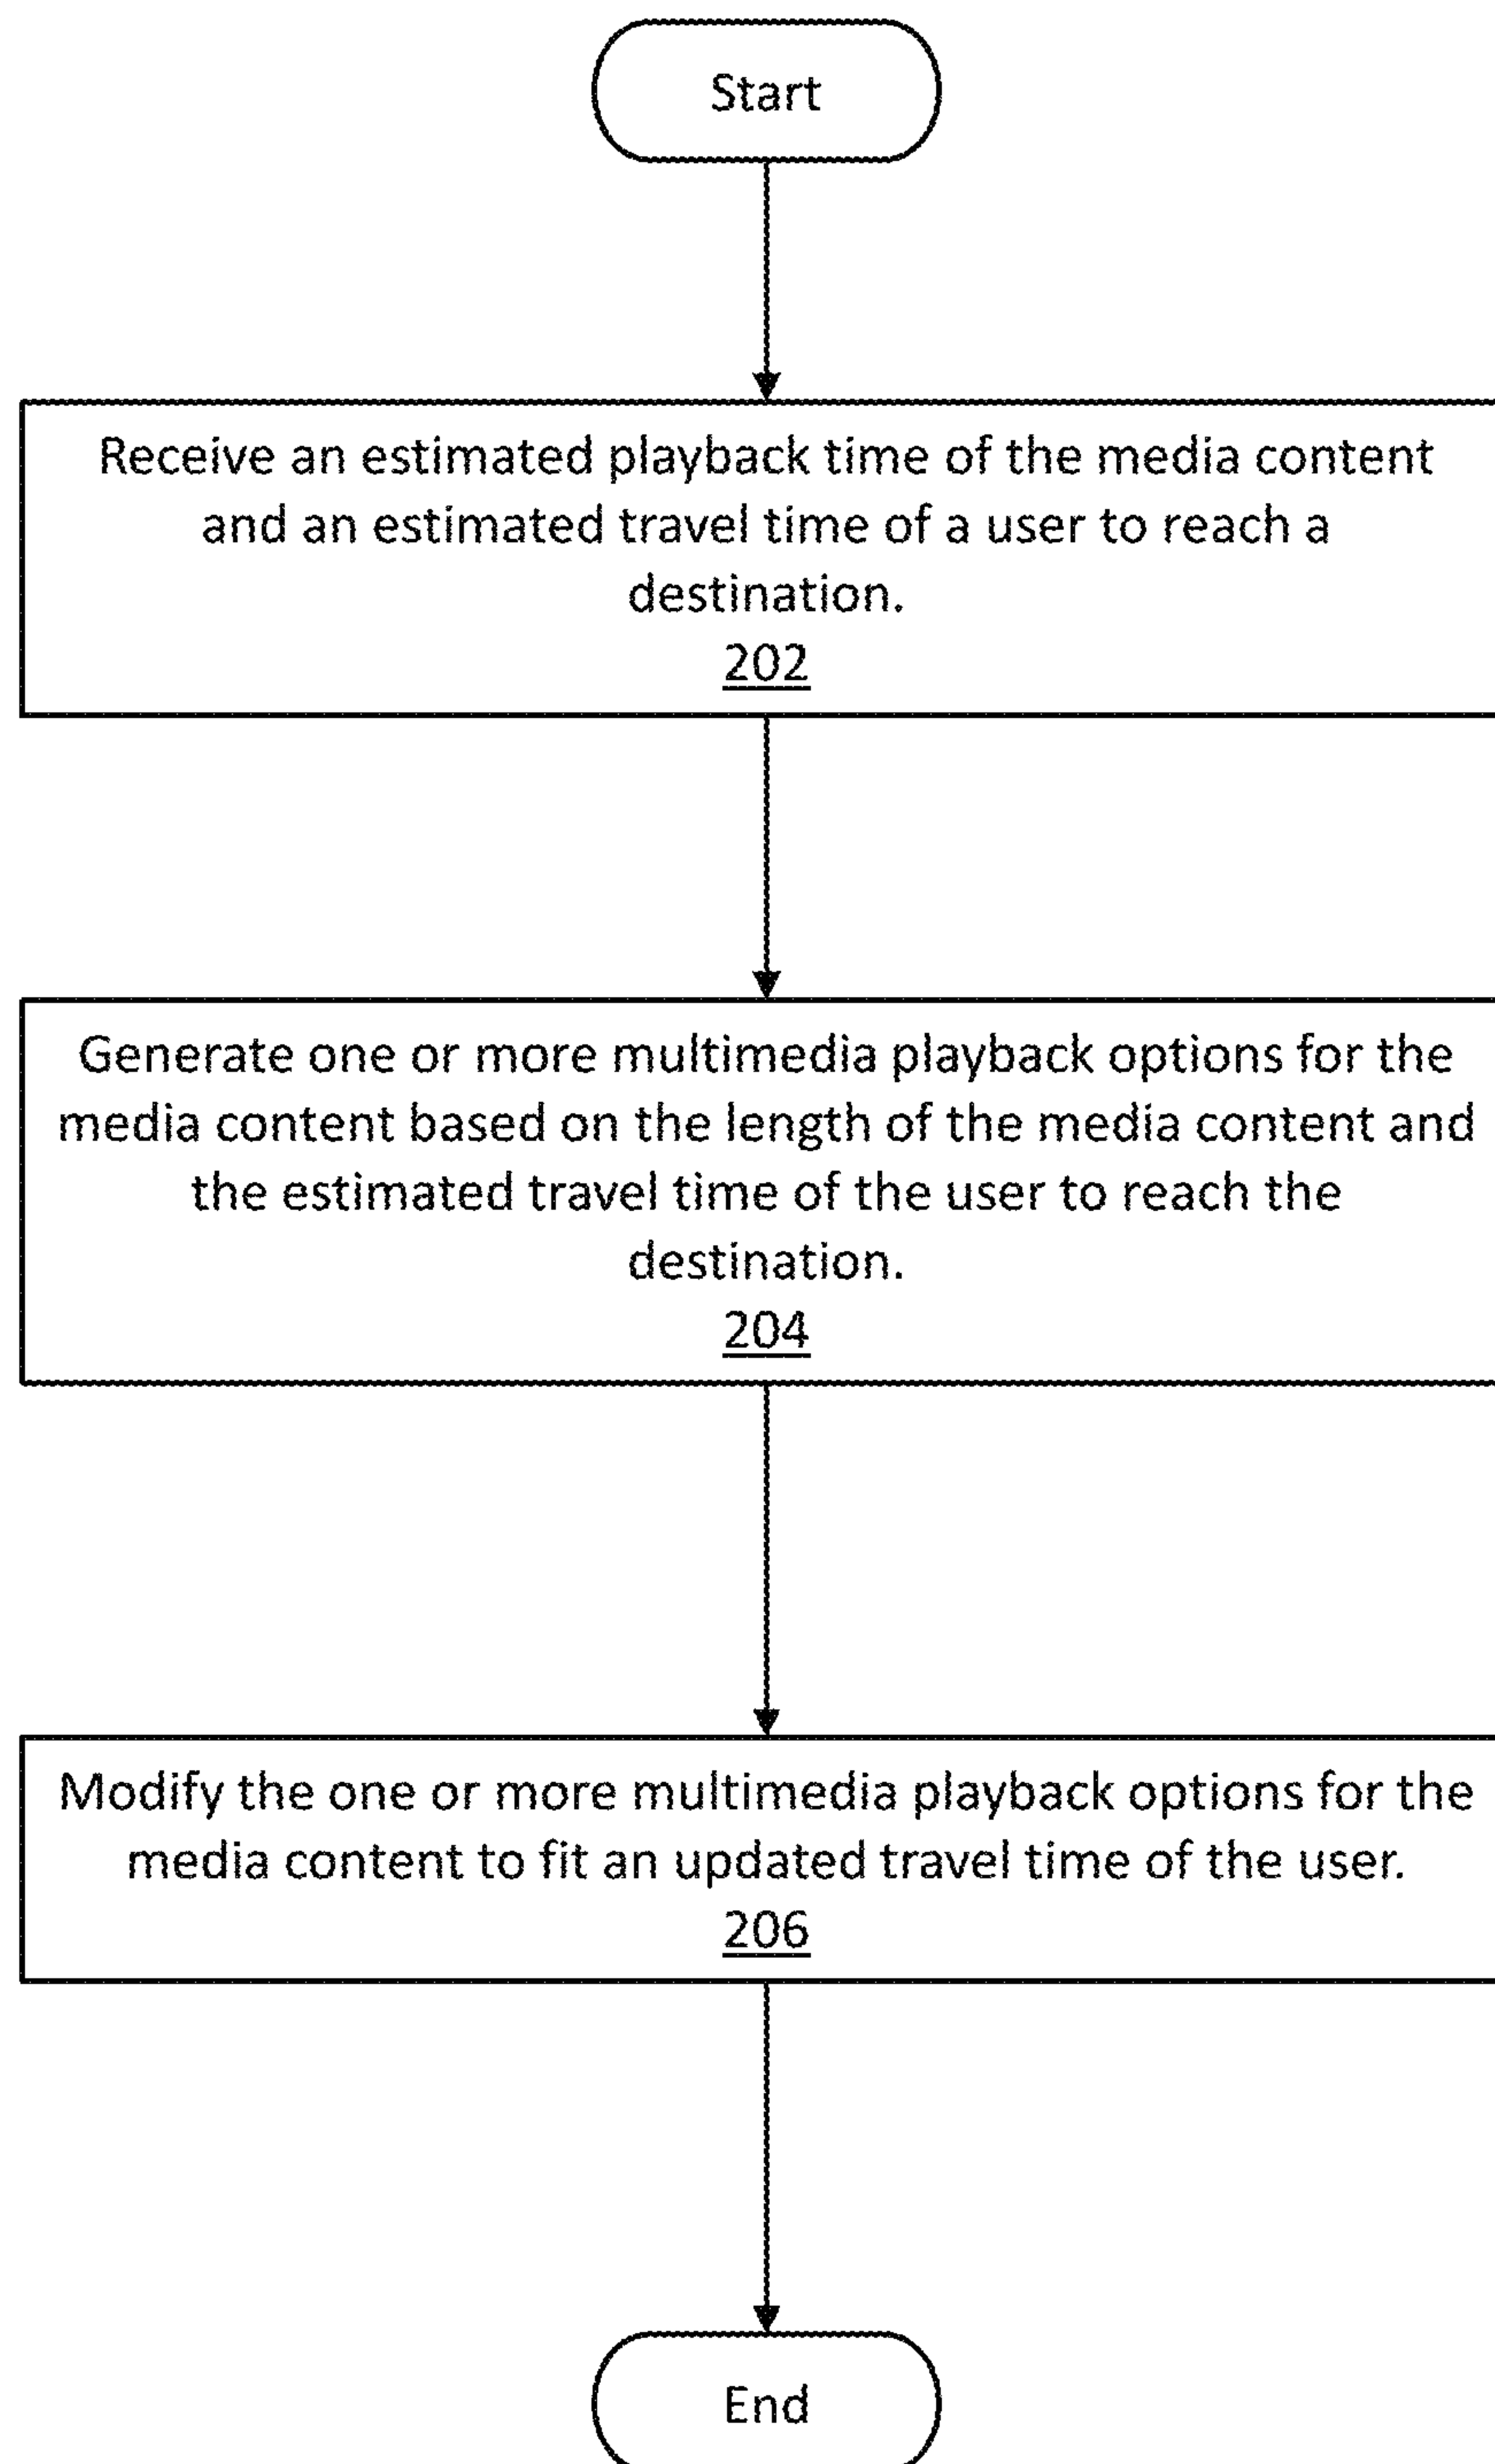 Start
Receive an estimated playback time of the media content
and an estimated travel time of a user to reach a
destination.
202
Generate one or more multimedia playback options for the
media content based on the length of the media content and
the estimated travel time of the user to reach the
destination.
204
Modify the one or more multimedia playback options for the
media content to fit an updated travel time of the user.
206
End